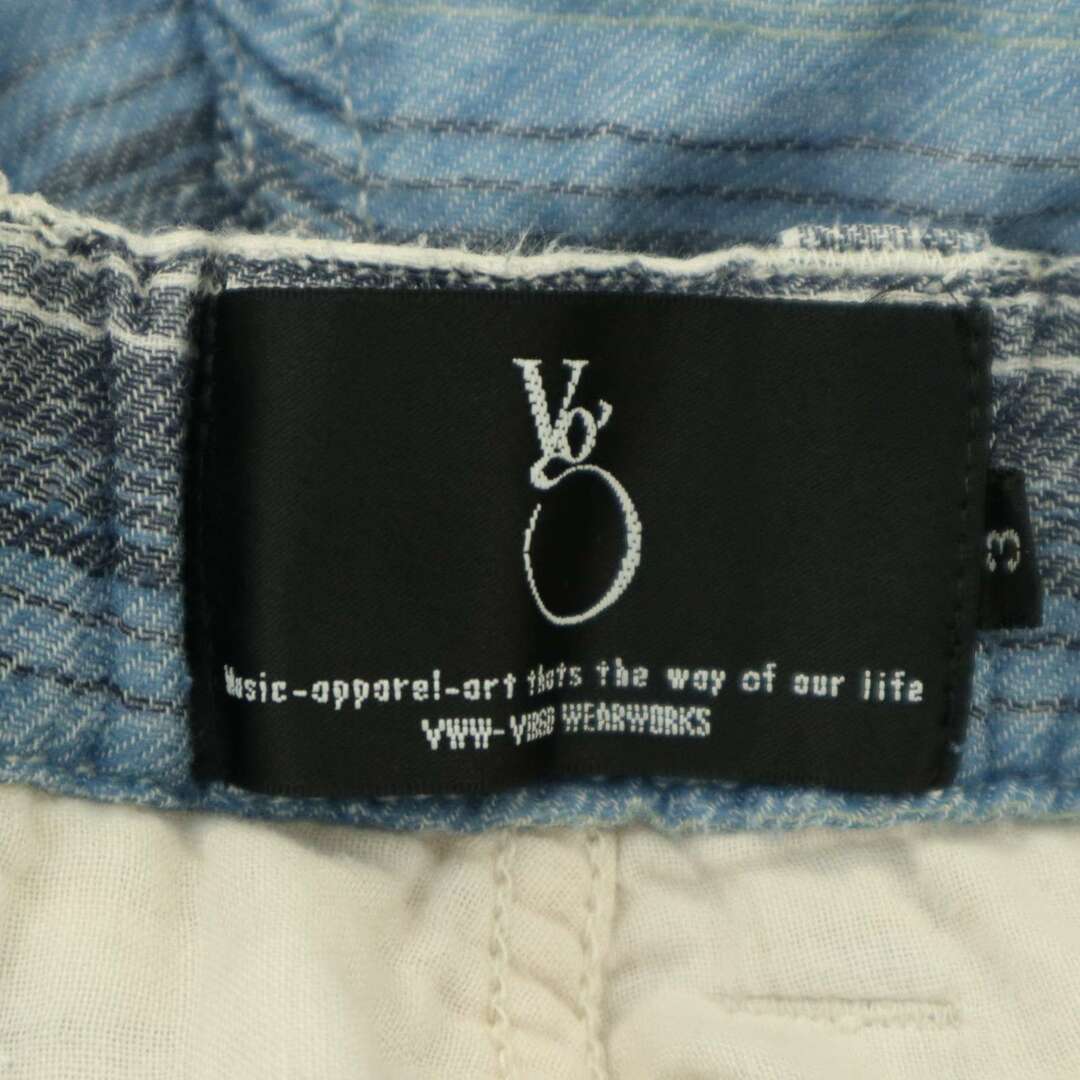 Vo'
Music-apparel-art thats the way of our life
VWW-VIRGO WEARWORKS
3